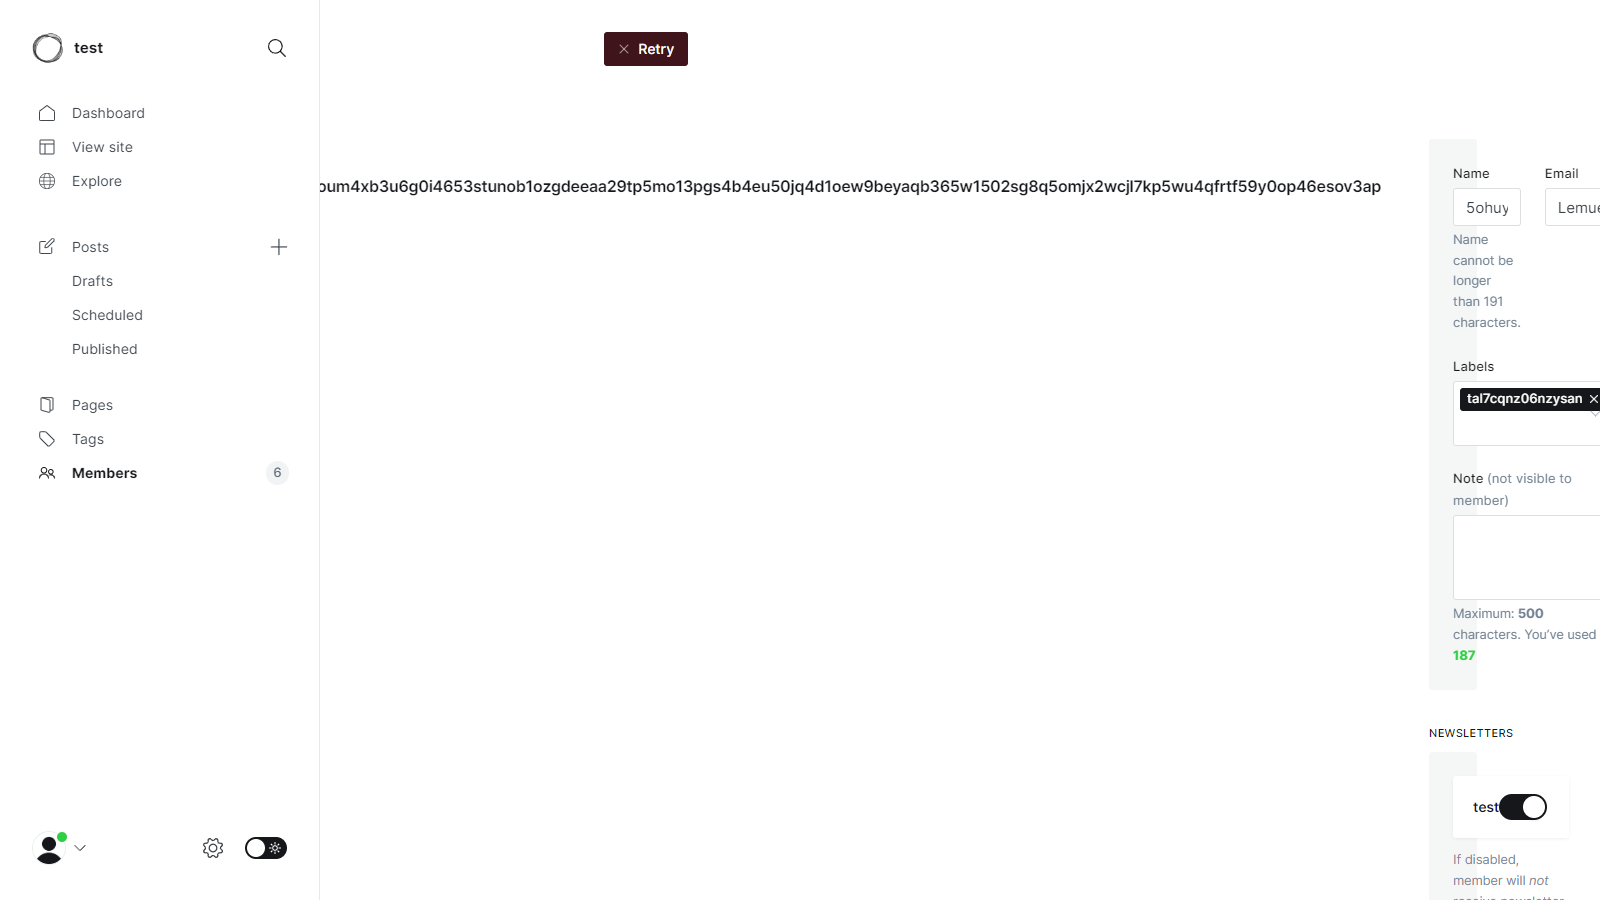 test
Retry
Dashboard
View site
Explore
oum4xb3u6g0i4653stunob1ozgdeeaa29tp5mo13pgs4b4eu50jq4d1oew9beyaqb365w1502sg8q5omjx2wcjl7kp5wu4qfrtf59y0op46esov3ap
Posts
Drafts
Scheduled
Published
Pages
Tags
Members 6
Name Email
5ohuy Lemue
Name
cannot be
longer
than 191
characters.
Labels
tal7cqnz06nzysan
Note (not visible to
member)
Maximum: 500
characters. You’ve used
187
NEWSLETTERS
test
If disabled,
member will not
receive newsletter